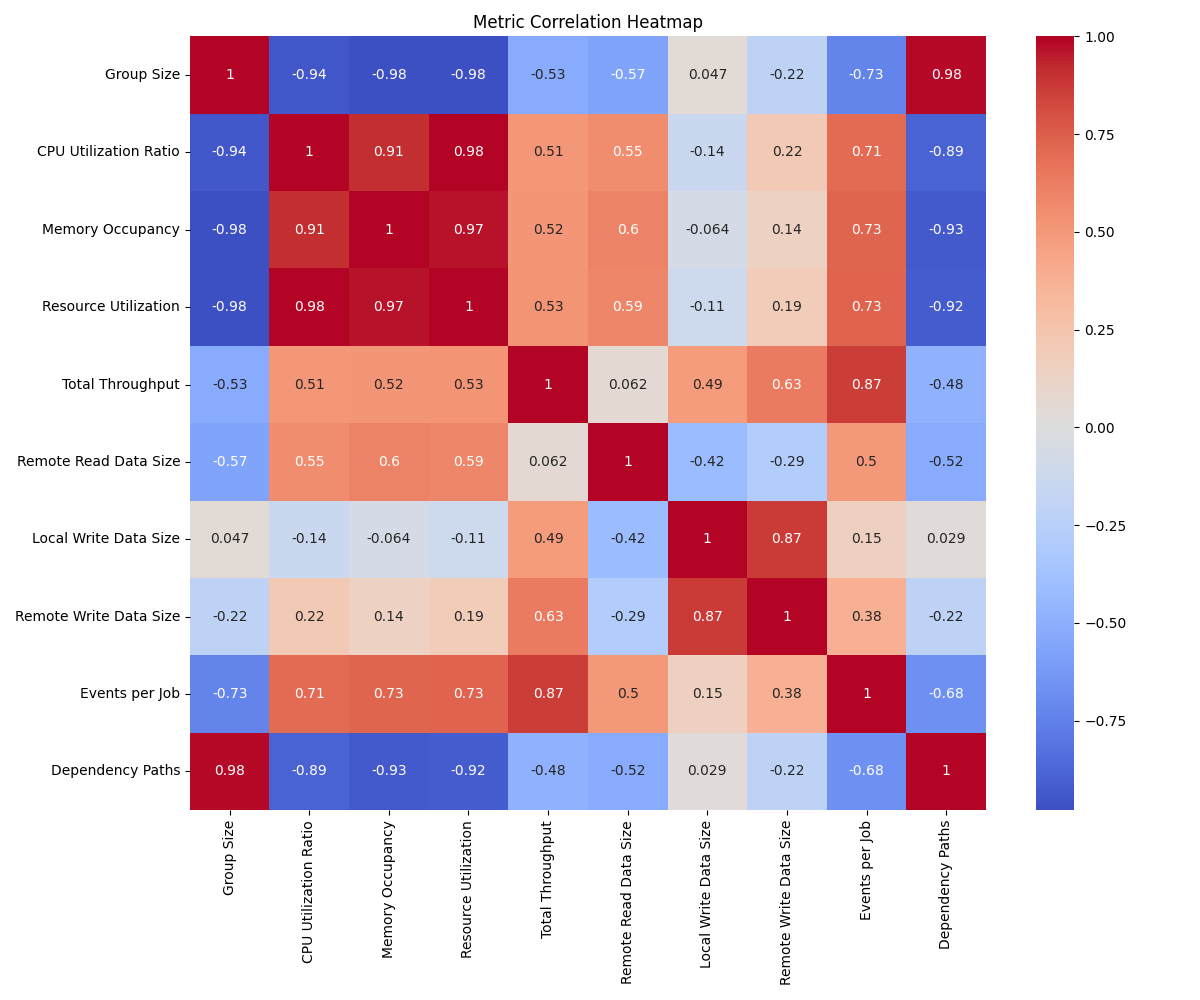 Metric Correlation Heatmap
Group Size 1 -0.94 -0.98 -0.98 -0.53 -0.57 0.047 -0.22 -0.73 0.98
CPU Utilization Ratio -0.94 1 0.91 0.98 0.51 0.55 -0.14 0.22 0.71 -0.89
Memory Occupancy -0.98 0.91 1 0.97 0.52 0.6 -0.064 0.14 0.73 -0.93
Resource Utilization -0.98 0.98 0.97 1 0.53 0.59 -0.11 0.19 0.73 -0.92
Total Throughput -0.53 0.51 0.52 0.53 1 0.062 0.49 0.63 0.87 -0.48
Remote Read Data Size -0.57 0.55 0.6 0.59 0.062 1 -0.42 -0.29 0.5 -0.52
Local Write Data Size 0.047 -0.14 -0.064 -0.11 0.49 -0.42 1 0.87 0.15 0.029
Remote Write Data Size -0.22 0.22 0.14 0.19 0.63 -0.29 0.87 1 0.38 -0.22
Events per Job -0.73 0.71 0.73 0.73 0.87 0.5 0.15 0.38 1 -0.68
Dependency Paths 0.98 -0.89 -0.93 -0.92 -0.48 -0.52 0.029 -0.22 -0.68 1
Group Size
CPU Utilization Ratio
Memory Occupancy
Resource Utilization
Total Throughput
Remote Read Data Size
Local Write Data Size
Remote Write Data Size
Events per Job
Dependency Paths
1.00
0.75
0.50
0.25
0.00
−0.25
−0.50
−0.75